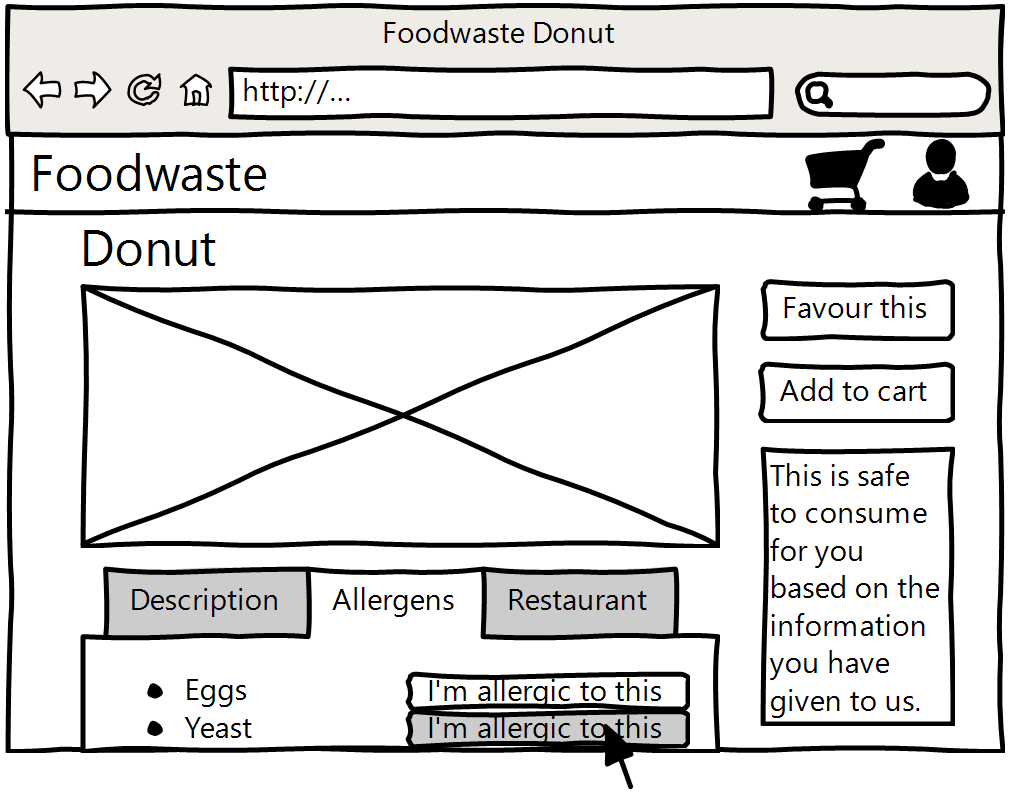 Foodwaste Donut
http://...
Foodwaste
Donut
Favour this
Add to cart
This is safe
to consume
for you
based on the
information
you have
given to us.
Description
Allergens
Restaurant
Eggs
I'm allergic to this
Yeast
I'm allergic to this